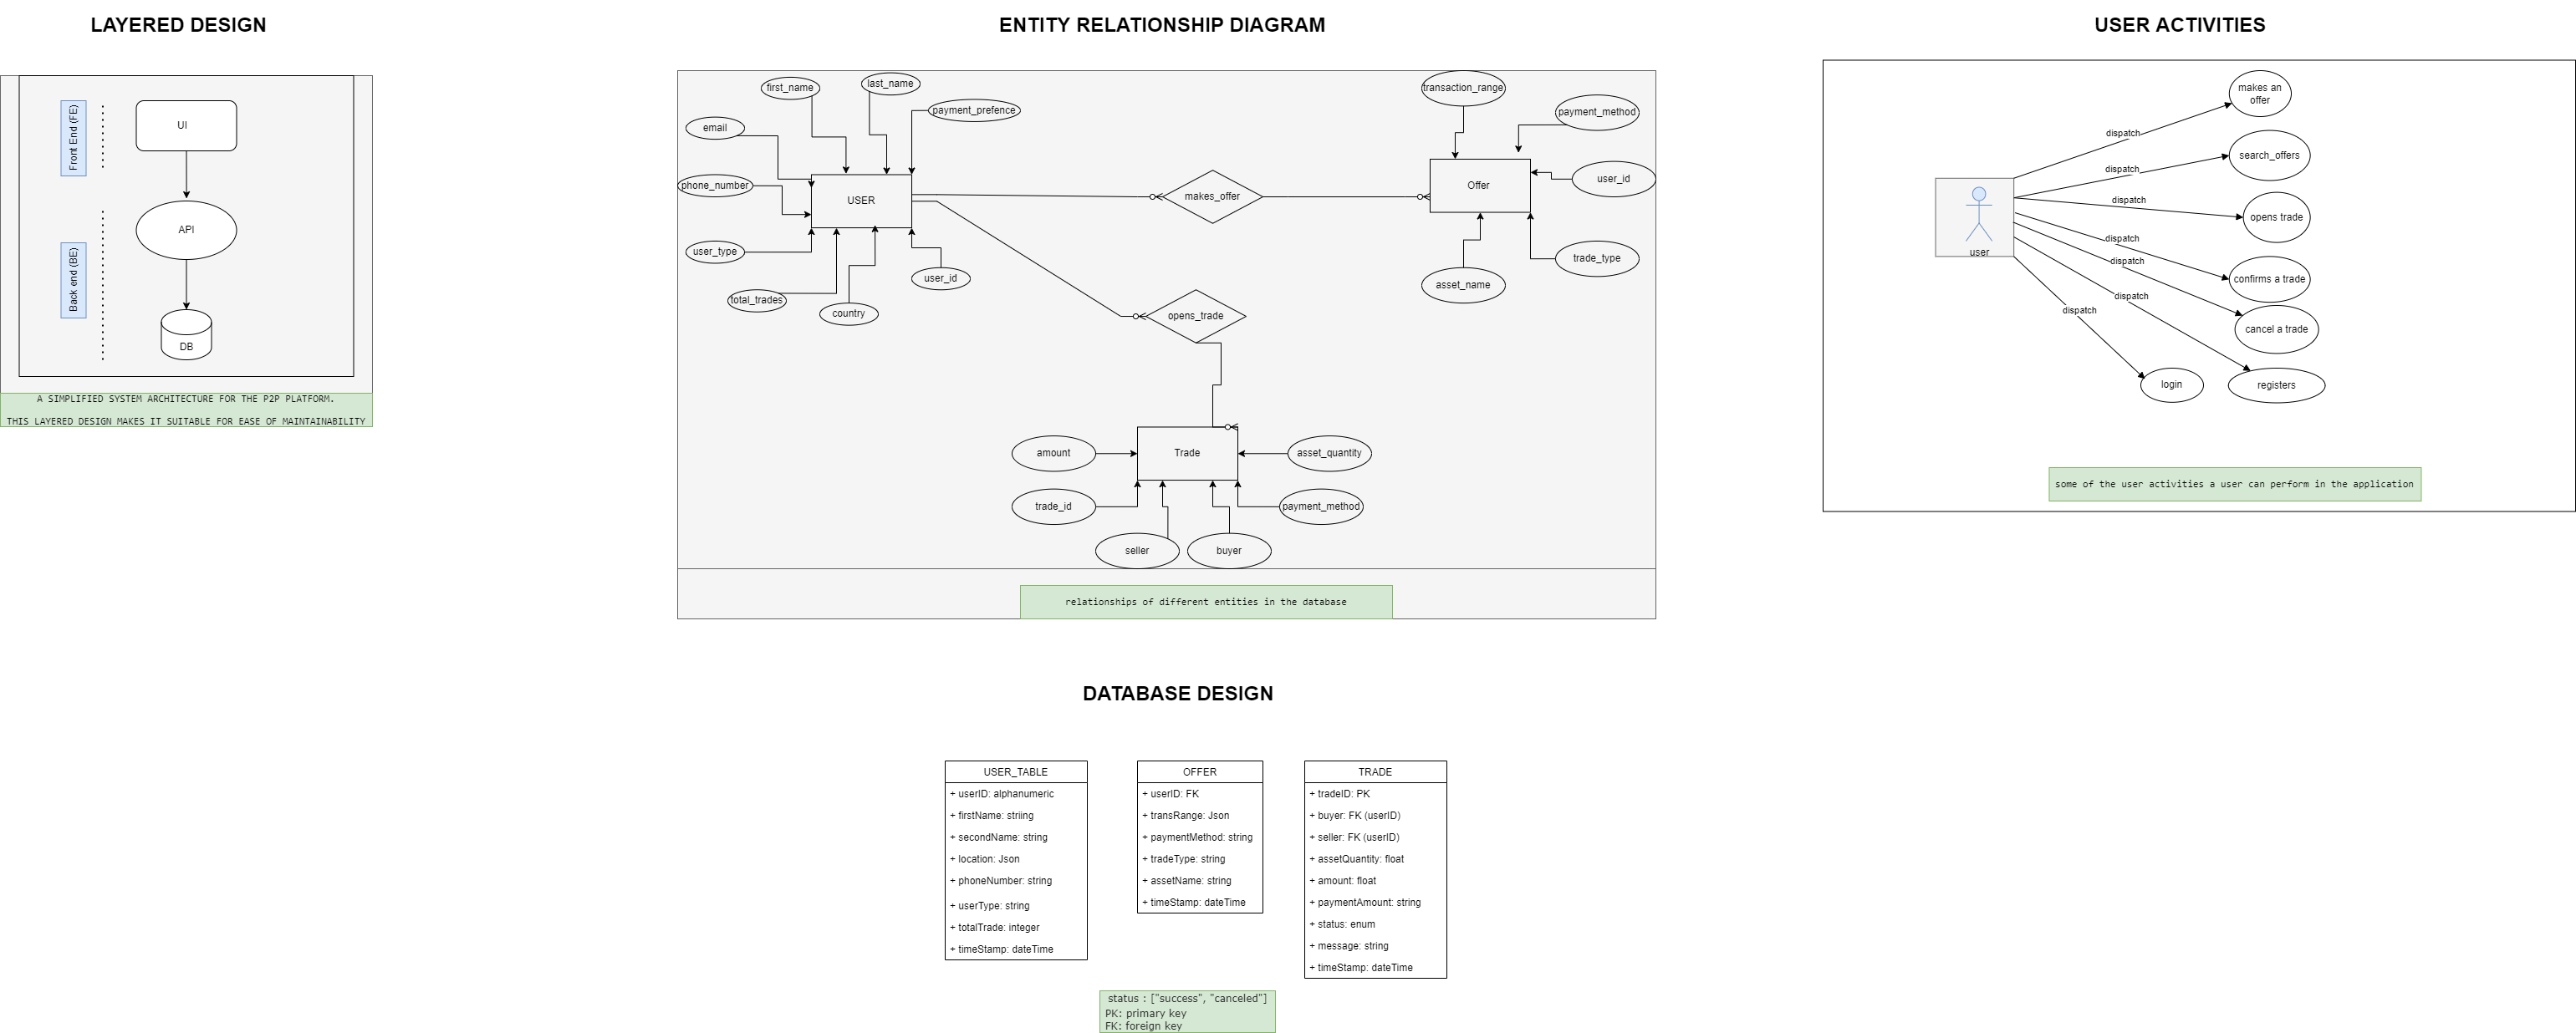 LAYERED DESIGN
Front End (FE)
UI
API
Back end (BE)
DB
A SIMPLIFIED SYSTEM ARCHITECTURE FOR THE P2P PLATFORM.
THIS LAYERED DESIGN MAKES IT SUITABLE FOR EASE OF MAINTAINABILITY
ENTITY RELATIONSHIP DIAGRAM
first_name
last_name
payment_prefence
email
phone_number
USER
user_type
user_id
total_trades
country
makes_offer
opens_trade
transaction_range
payment_method
Offer
user_id
trade_type
asset_name
amount
Trade
asset_quantity
trade_id
payment_method
seller
buyer
relationships of different entities in the database
USER ACTIVITIES
makes an
offer
dispatch
search_offers
dispatch
dispatch
opens trade
user
dispatch
dispatch
confirms a trade
dispatch
dispatch
cancel a trade
login
registers
some of the user activities a user can perform in the application
DATABASE DESIGN
USER_TABLE
+ userID: alphanumeric
+ firstName: striing
+ secondName: string
+ location: Json
+ phoneNumber: string
+ userType: string
+ totalTrade: integer
+ timeStamp: dateTime
OFFER
+ userID: FK
+ transRange: Json
+ paymentMethod: string
+ tradeType: string
+ assetName: string
+ timeStamp: dateTime
TRADE
+ tradeID: PK
+ buyer: FK (userID)
+ seller: FK (userID)
+ assetQuantity: float
+ amount: float
+ paymentAmount: string
+ status: enum
+ message: string
+ timeStamp: dateTime
status : ["success", "canceled"]
PK: primary key
FK: foreign key